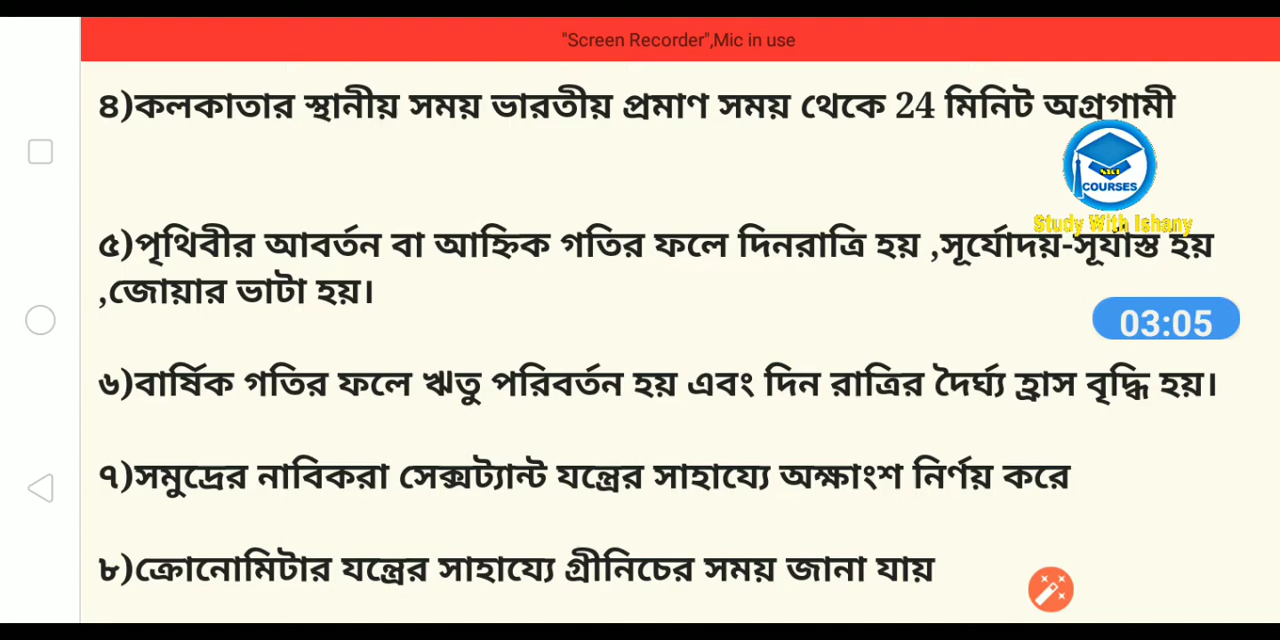 "Screen Recorder",Mic in use
৪)কলকাতার স্থানীয় সময় ভারতীয় প্রমাণ সময় থেকে 24 মিনিট অগ্রগামী
COURSES
Study With Ishany
৫)পৃথিবীর আবর্তন বা আহ্নিক গতির ফলে দিনরাত্রি হয় ,সূর্যোদয়-সূর্যাস্ত হয়
,জোয়ার ভাটা হয়।
03:05
৬)বার্ষিক গতির ফলে ঋতু পরিবর্তন হয় এবং দিন রাত্রির দৈর্ঘ্য হ্রাস বৃদ্ধি হয়।
৭)সমুদ্রের নাবিকরা সেক্সট্যান্ট যন্ত্রের সাহায্যে অক্ষাংশ নির্ণয় করে
৮)ক্রোনোমিটার যন্ত্রের সাহায্যে গ্রীনিচের সময় জানা যায়